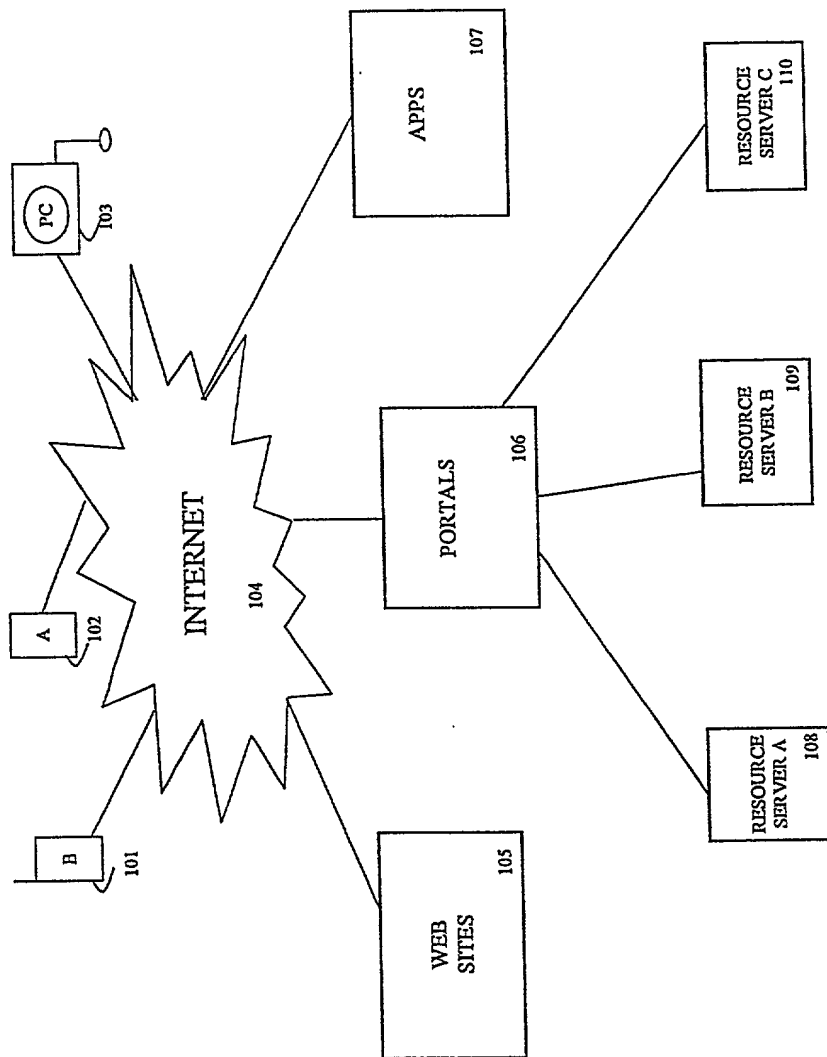 B
101
A
102
PC
103
INTERNET
104
WEB
SITES
105
PORTALS
106
APPS
107
RESOURCE
SERVER A
108
RESOURCE
SERVER B
109
RESOURCE
SERVER C
110